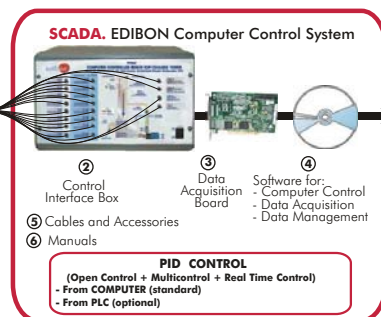 SCADA. EDIBON Computer Control System
②
Control
Interface Box
③
Data
Acquisition
Board
④
Software for:
- Computer Control
- Data Acquisition
- Data Management
⑤ Cables and Accessories
⑥ Manuals
PID CONTROL
(Open Control + Multicontrol + Real Time Control)
- From COMPUTER (standard)
- From PLC (optional)